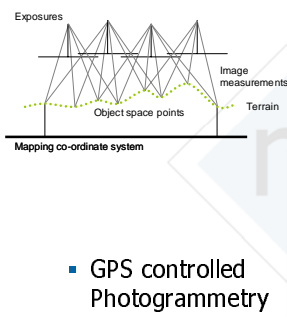 Exposures
Image
measurements
Terrain
Object space points
Mapping co-ordinate system
GPS controlled
Photogrammetry